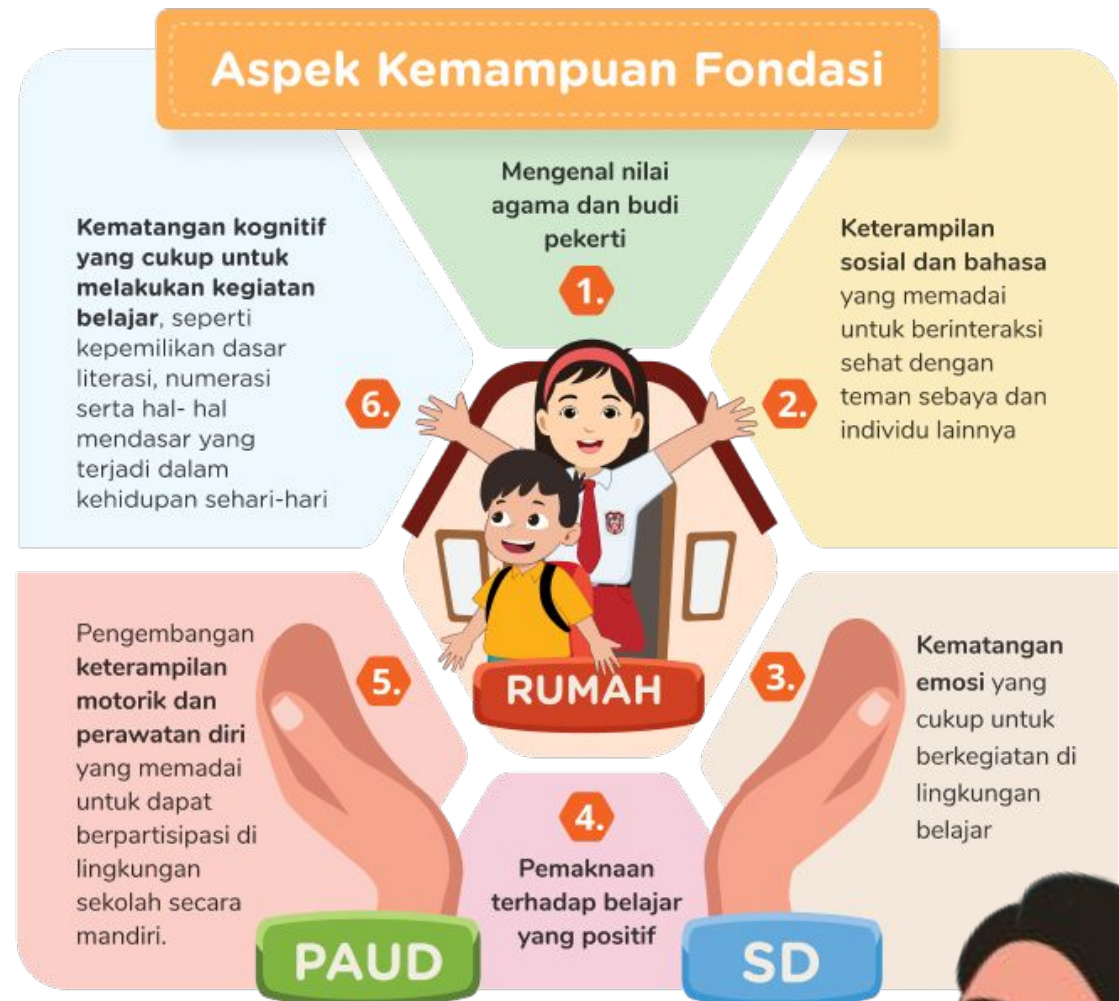 Aspek Kemampuan Fondasi
Mengenal nilai
agama dan budi
pekerti
1.
Keterampilan
sosial dan bahasa
yang memadai
untuk berinteraksi
sehat dengan
teman sebaya dan
individu lainnya
2.
Kematangan
emosi yang
cukup untuk
berkegiatan di
lingkungan
belajar
3.
4.
Pemaknaan
terhadap belajar
yang positif
Pengembangan
keterampilan
motorik dan
perawatan diri
yang memadai
untuk dapat
berpartisipasi di
lingkungan
sekolah secara
mandiri.
5.
Kematangan kognitif
yang cukup untuk
melakukan kegiatan
belajar, seperti
kepemilikan dasar
literasi, numerasi
serta hal- hal
mendasar yang
terjadi dalam
kehidupan sehari-hari
6.
RUMAH
PAUD
SD